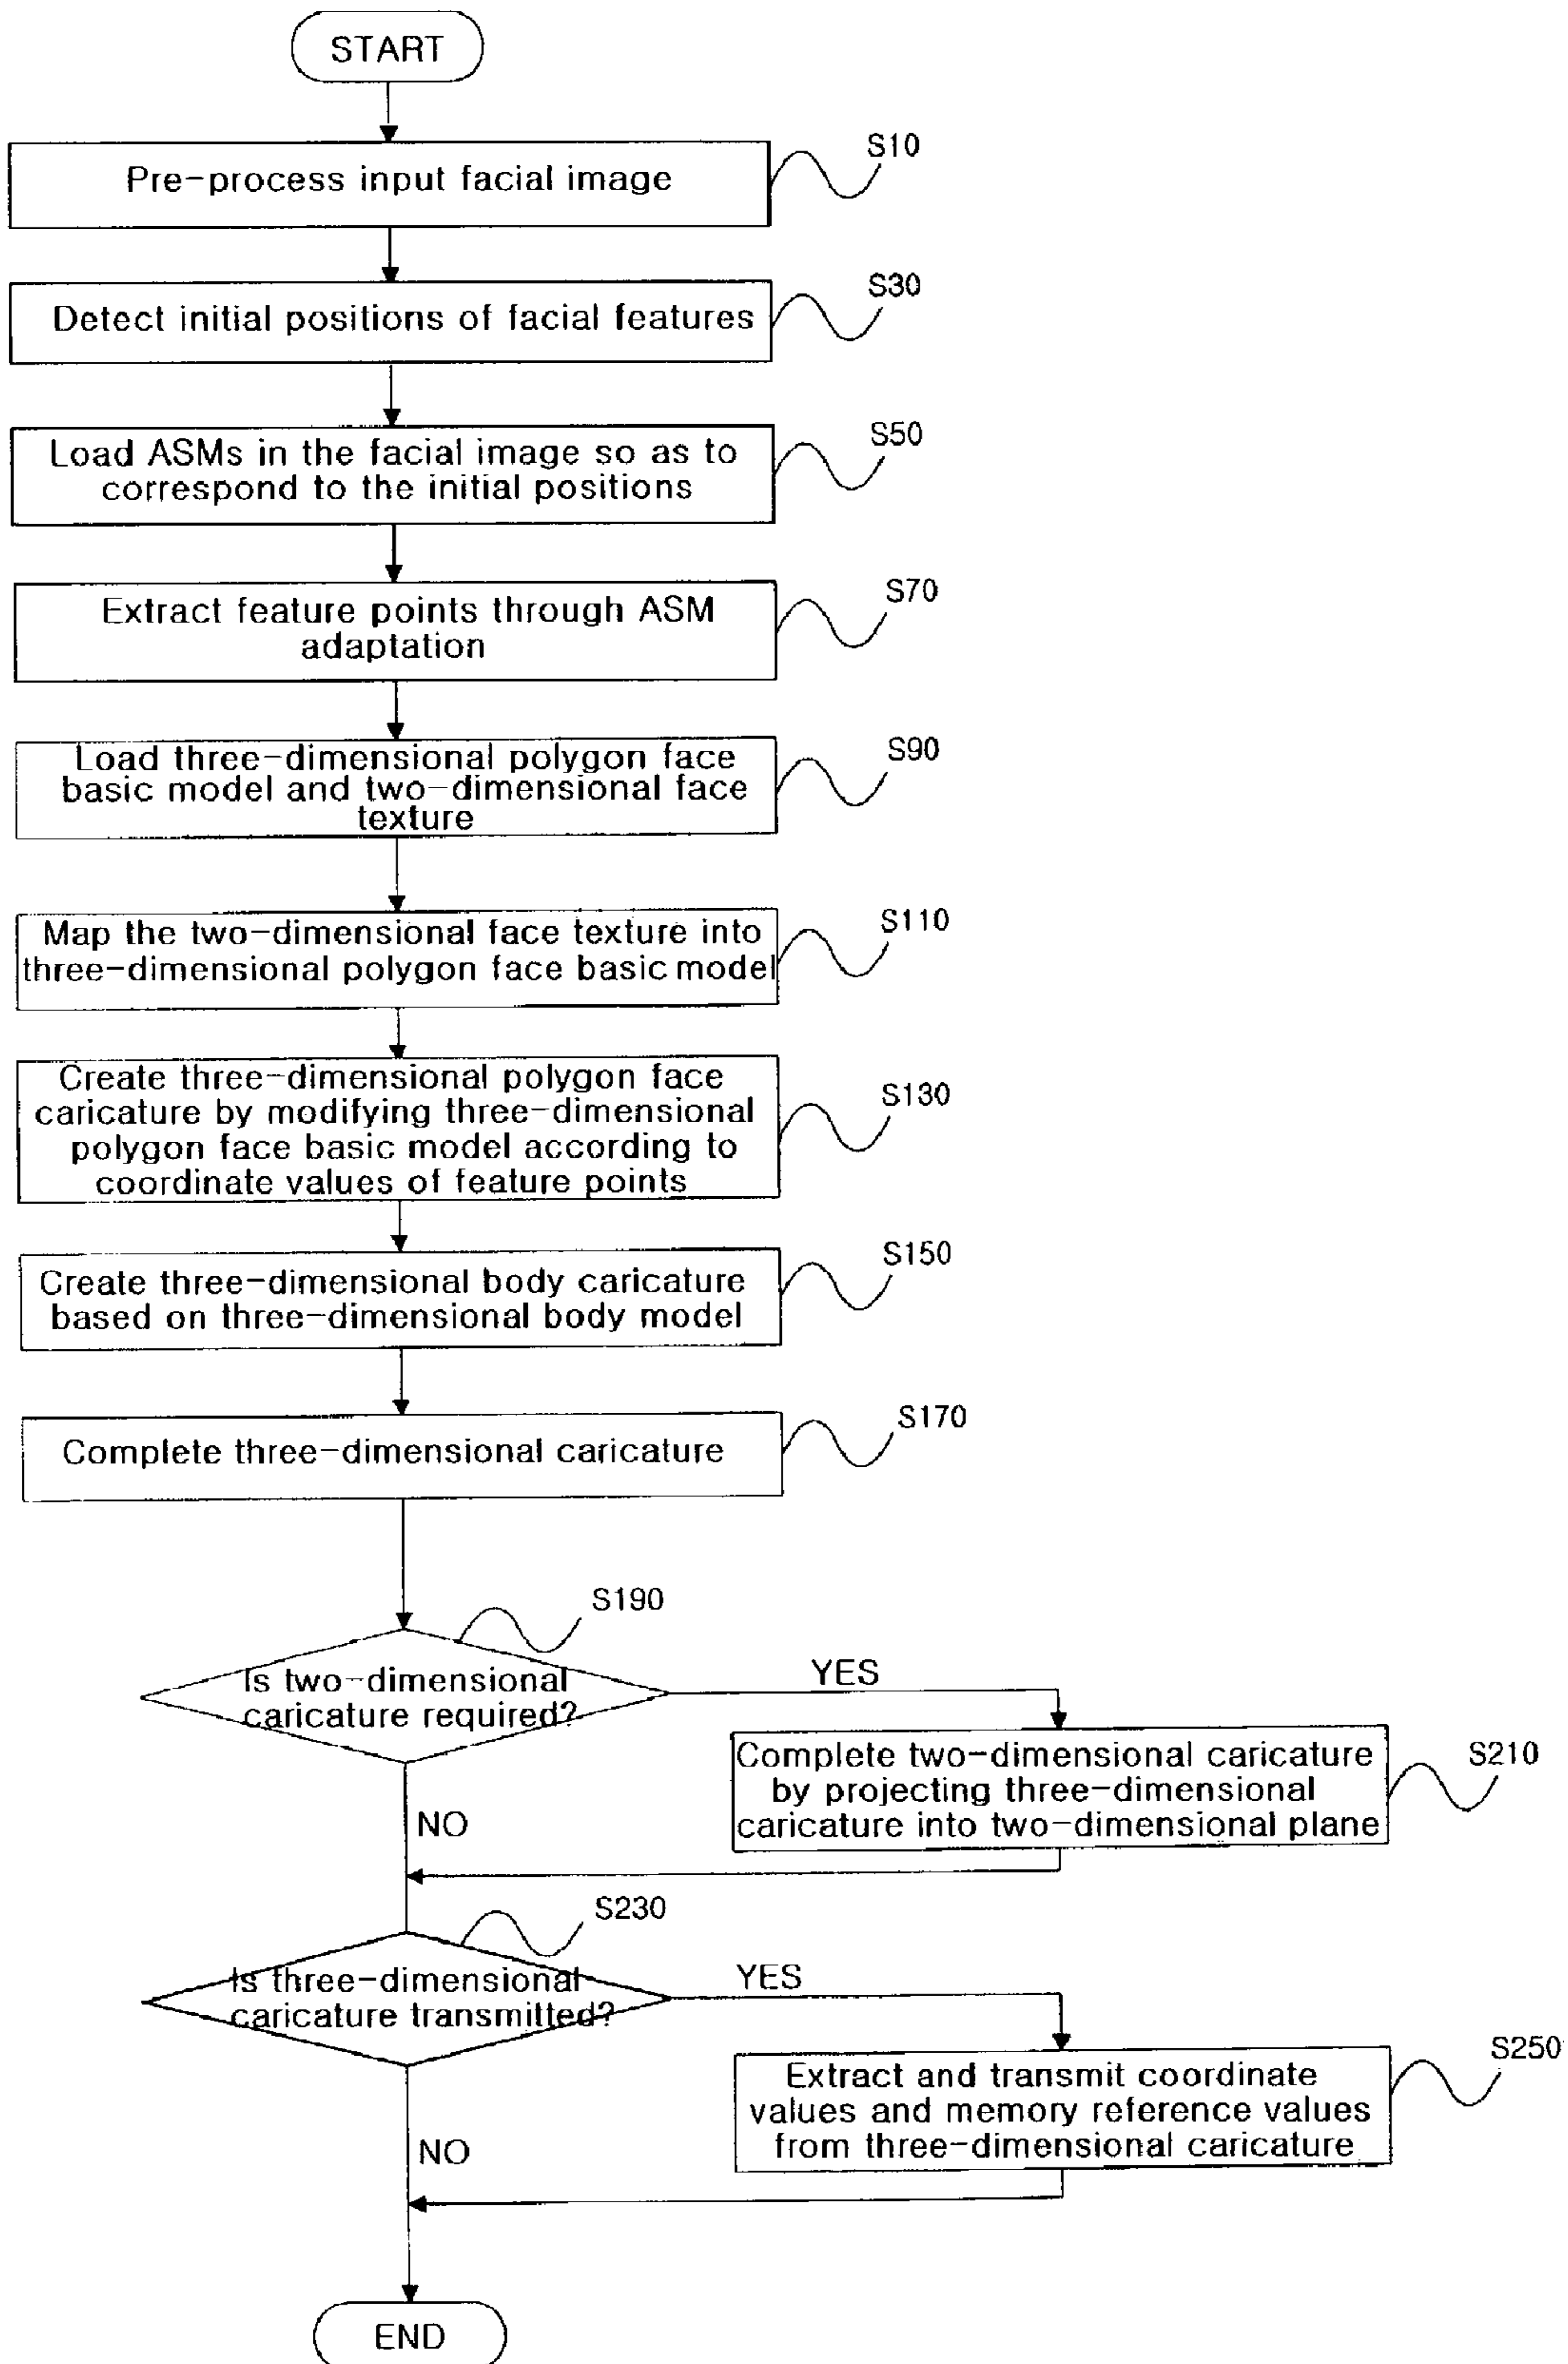 START
S10
Pre-process input facial image
S30
Detect initial positions of facial features
S50
Load ASMs in the facial image so as to
correspond to the initial positions
S70
Extract feature points through ASM
adaptation
S90
Load three-dimensional polygon face
basic model and two-dimensional face
texture
S110
Map the two-dimensional face texture into
three-dimensional polygon face basic model
S130
Create three-dimensional polygon face
caricature by modifying three-dimensional
polygon face basic model according to
coordinate values of feature points
S150
Create three-dimensional body caricature
based on three-dimensional body model
S170
Complete three-dimensional caricature
S190
Is two-dimensional
caricature required?
YES
S210
Complete two-dimensional caricature
by projecting three-dimensional
caricature into two-dimensional plane
NO
S230
Is three-dimensional
caricature transmitted?
YES
S250
Extract and transmit coordinate
values and memory reference values
from three-dimensional caricature
NO
END